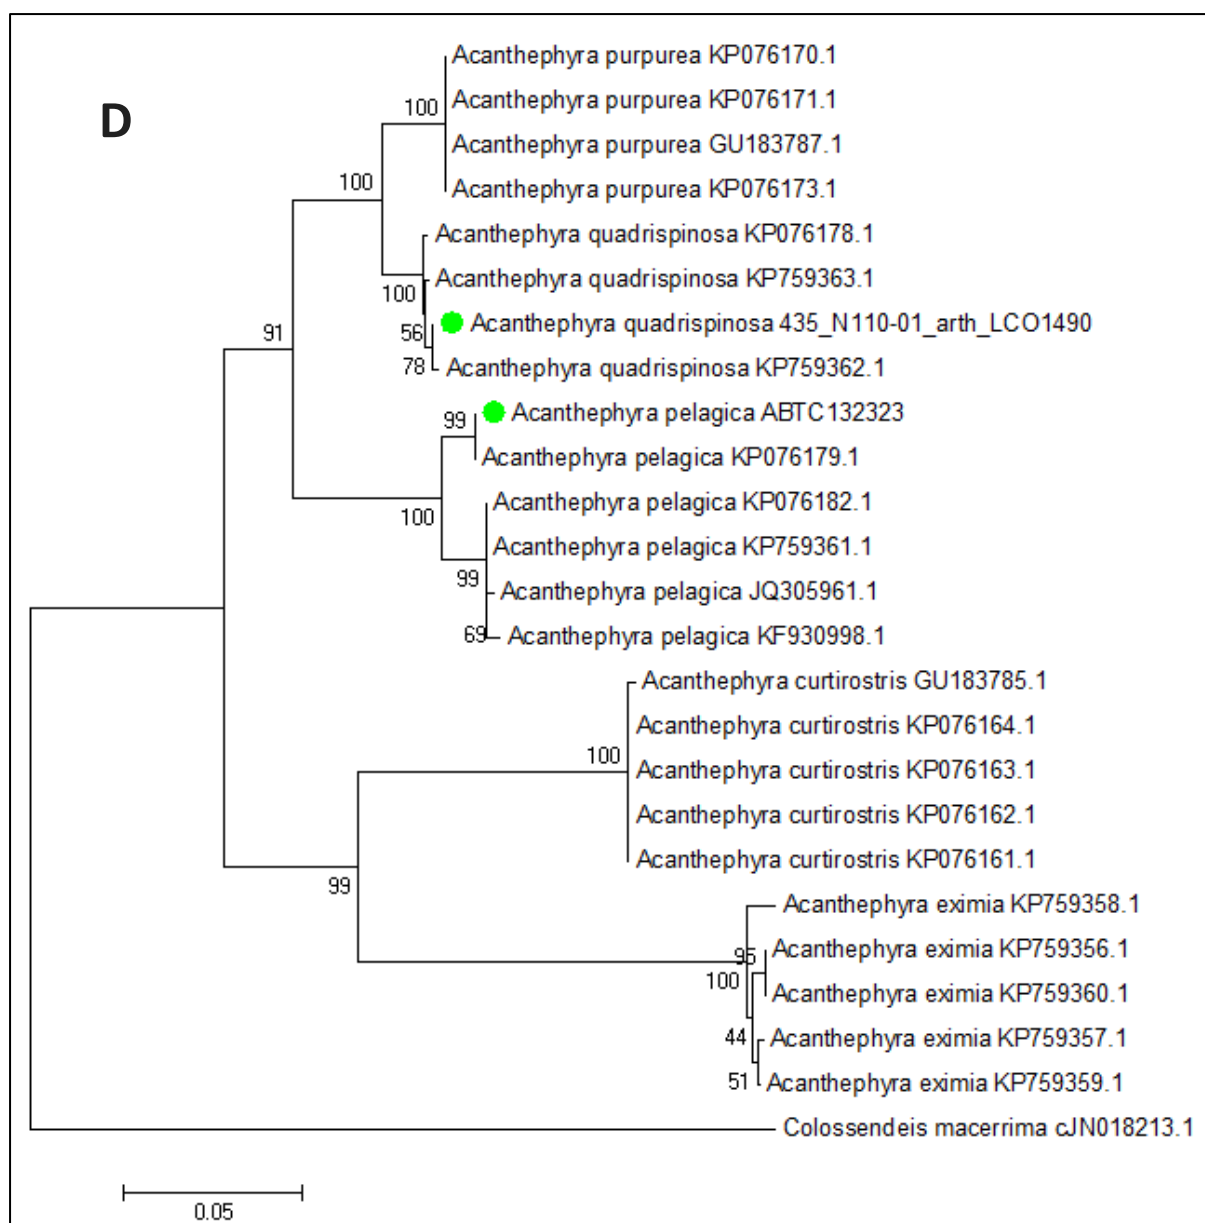 D
Acanthephyra purpurea KP076170.1
100
Acanthephyra purpurea KP076171.1
Acanthephyra purpurea GU183787.1
100
Acanthephyra purpurea KP076173.1
Acanthephyra quadrispinosa KP076178.1
Acanthephyra quadrispinosa KP759363.1
100
91
56
Acanthephyra quadrispinosa 435_N110-01_arth_LCO1490
78
Acanthephyra quadrispinosa KP759362.1
99
Acanthephyra pelagica ABTC132323
Acanthephyra pelagica KP076179.1
100
Acanthephyra pelagica KP076182.1
Acanthephyra pelagica KP759361.1
99
Acanthephyra pelagica JQ305961.1
69
Acanthephyra pelagica KF930998.1
Acanthephyra curtirostris GU183785.1
Acanthephyra curtirostris KP076164.1
100
Acanthephyra curtirostris KP076163.1
Acanthephyra curtirostris KP076162.1
Acanthephyra curtirostris KP076161.1
99
Acanthephyra eximia KP759358.1
95
Acanthephyra eximia KP759356.1
100
Acanthephyra eximia KP759360.1
44
Acanthephyra eximia KP759357.1
51
Acanthephyra eximia KP759359.1
Colossendeis macerrima cJN018213.1
0.05